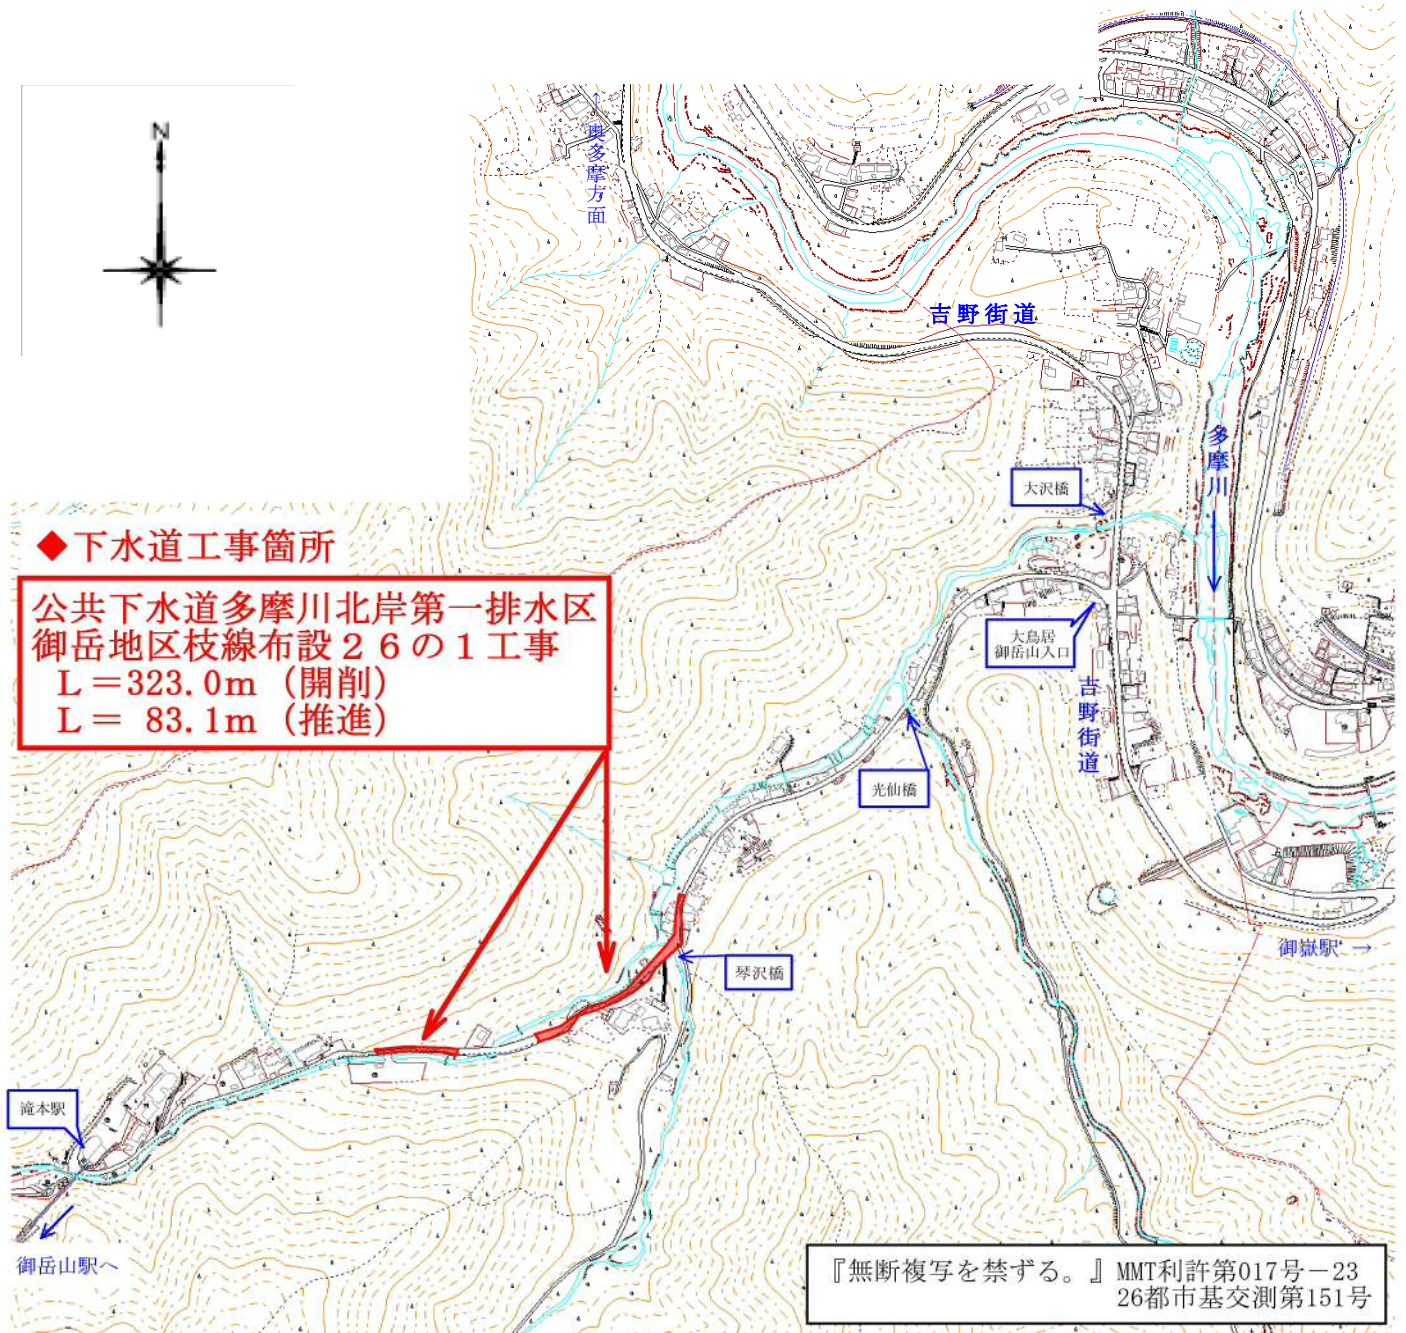 N
←奥多摩方面
吉野街道
多摩川
大沢橋
◆下水道工事箇所
公共下水道多摩川北岸第一排水区
御岳地区枝線布設26の1工事
L=323.0m（開削）
L= 83.1m（推進）
大鳥居
御岳山入口
吉野街道
光仙橋
御嶽駅 →
琴沢橋
滝本駅
御岳山駅へ
『無断複写を禁ずる。』MMT利許第017号－23
26都市基交測第151号